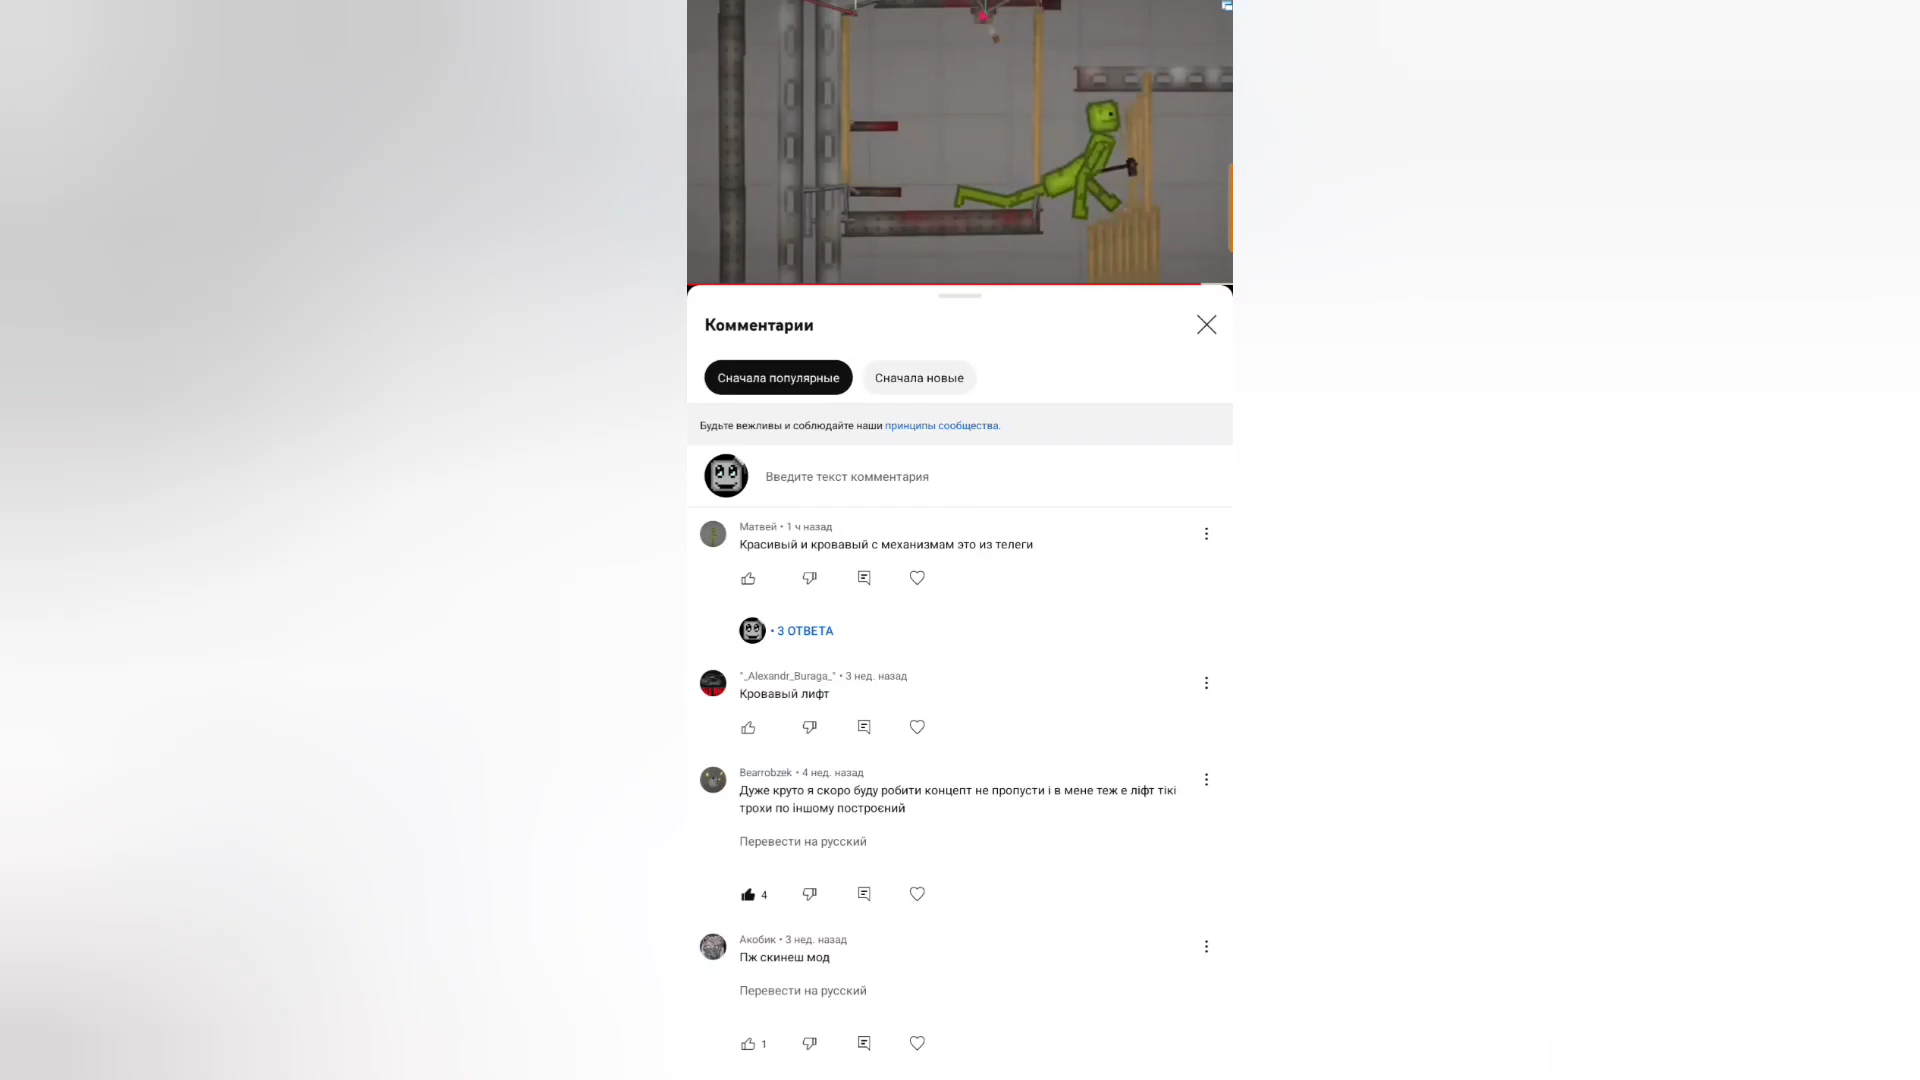 Комментарии
Сначала популярные
Сначала новые
Будьте вежливы и соблюдайте наши принципы сообщества.
Введите текст комментария
Матвей • 1 ч назад
Красивый и кровавый с механизмам это из телеги
• 3 ОТВЕТА
"_Alexandr_Buraga_" • 3 нед. назад
Кровавый лифт
Bearrobzek • 4 нед. назад
Дуже круто я скоро буду робити концепт не пропусти і в мене теж е ліфт тікі
трохи по іншому построєний
Перевести на русский
4
Акобик • 3 нед. назад
Пж скинеш мод
Перевести на русский
1